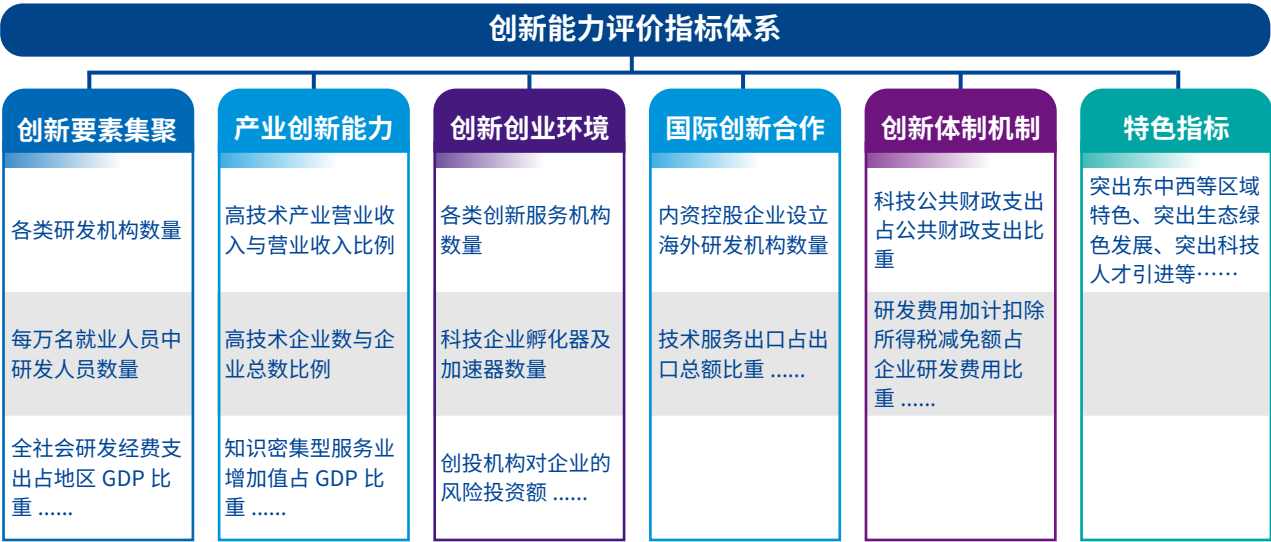 创新能力评价指标体系
创新要素集聚
各类研发机构数量
每万名就业人员中
研发人员数量
全社会研发经费支
出占地区 GDP 比
重 ......
产业创新能力
高技术产业营业收
入与营业收入比例
高技术企业数与企
业总数比例
知识密集型服务业
增加值占 GDP 比
重 ......
创新创业环境
各类创新服务机构
数量
科技企业孵化器及
加速器数量
创投机构对企业的
风险投资额 ......
国际创新合作
内资控股企业设立
海外研发机构数量
技术服务出口占出
口总额比重 ......
创新体制机制
科技公共财政支出
占公共财政支出比
重
研发费用加计扣除
所得税减免额占
企业研发费用比
重 ......
特色指标
突出东中西等区域
特色、突出生态绿
色发展、突出科技
人才引进等……